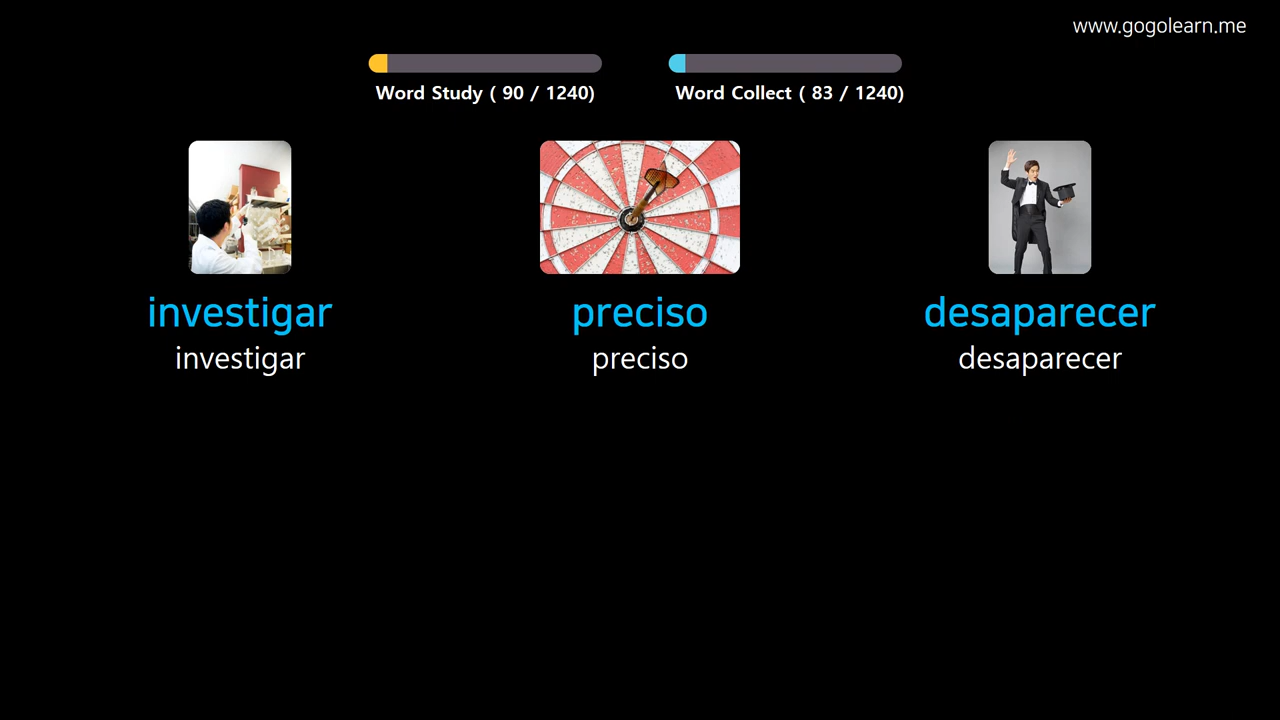 www.gogolearn.me
Word Study ( 90 / 1240)
Word Collect ( 83 / 1240)
investigar
preciso
desaparecer
investigar
preciso
desaparecer